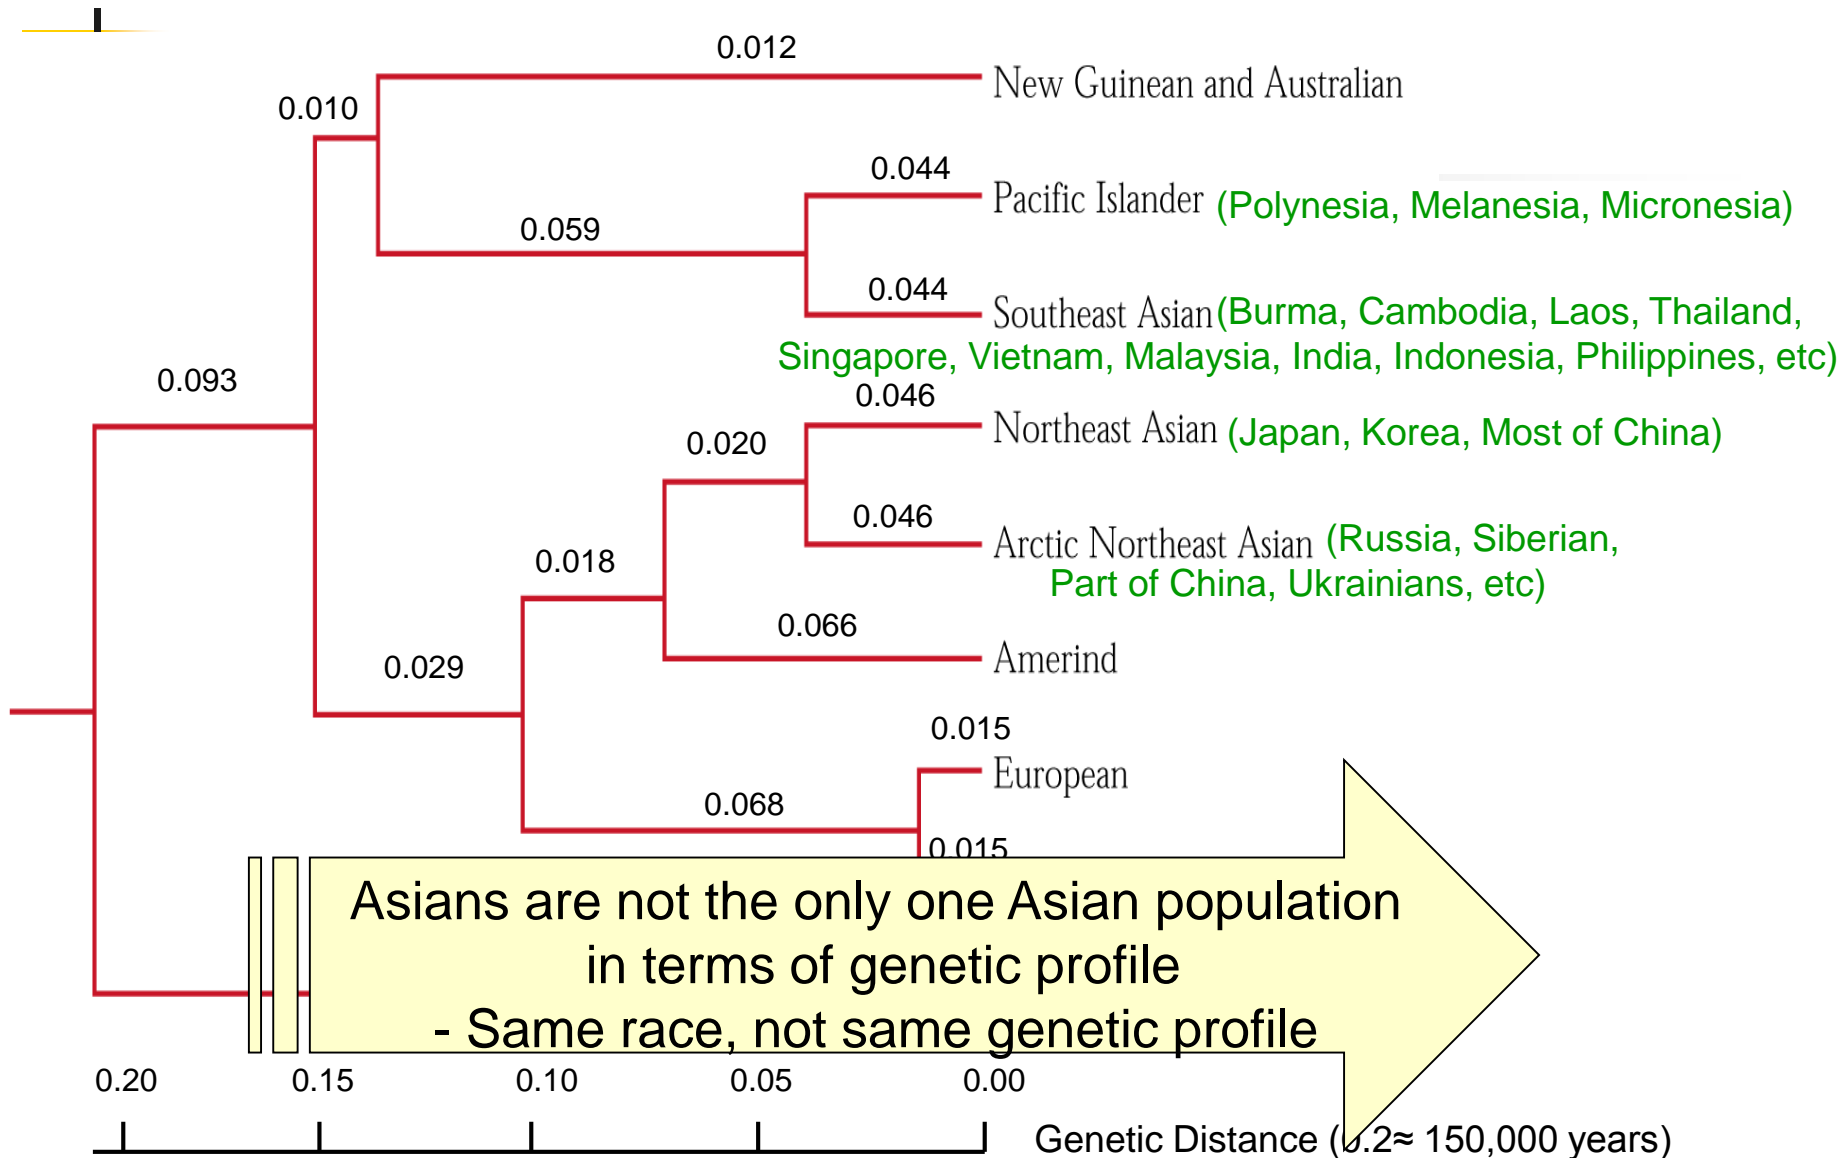 0.012
New Guinean and Australian
0.010
0.044
Pacific Islander (Polynesia, Melanesia, Micronesia)
0.059
0.044
Southeast Asian (Burma, Cambodia, Laos, Thailand,
Singapore, Vietnam, Malaysia, India, Indonesia, Philippines, etc)
0.093
0.046
Northeast Asian (Japan, Korea, Most of China)
0.020
0.046
Arctic Northeast Asian (Russia, Siberian,
Part of China, Ukrainians, etc)
0.018
0.066
Amerind
0.029
0.015
European
0.068
0.015
Asians are not the only one Asian population
in terms of genetic profile
- Same race, not same genetic profile
0.20 0.15 0.10 0.05 0.00
Genetic Distance (0.2≈ 150,000 years)